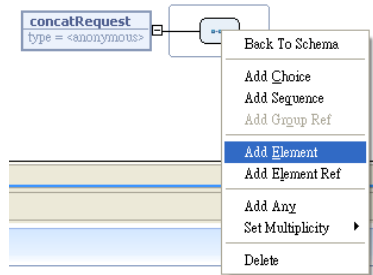 concatRequest
type = <anonymous>
Back To Schema
Add Choice
Add Sequence
Add Group Ref
Add Element
Add Element Ref
Add Any
Set Multiplicity
Delete